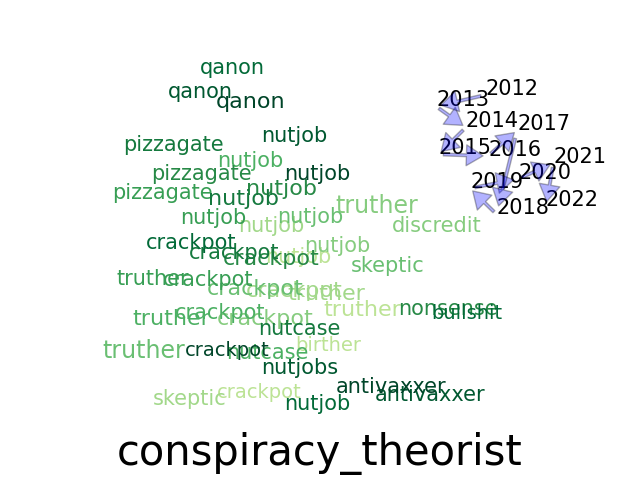 qanon
2012
qanon
2013
qanon
2014
2017
nutjob
pizzagate
2015
2016
2021
nutjob
pizzagate
nutjob
2020
2019
nutjob
pizzagate
nutjob
2022
truther
2018
nutjob
nutjob
nutjob
discredit
crackpot
nutjob
crackpot
nutjob
crackpot
skeptic
truther
crackpot
crackpot
crackpot
truther
truther
nonsense
crackpot
bullshit
truther
crackpot
nutcase
birther
truther
crackpot
nutcase
nutjobs
antivaxxer
crackpot
antivaxxer
skeptic
nutjob
conspiracy_theorist